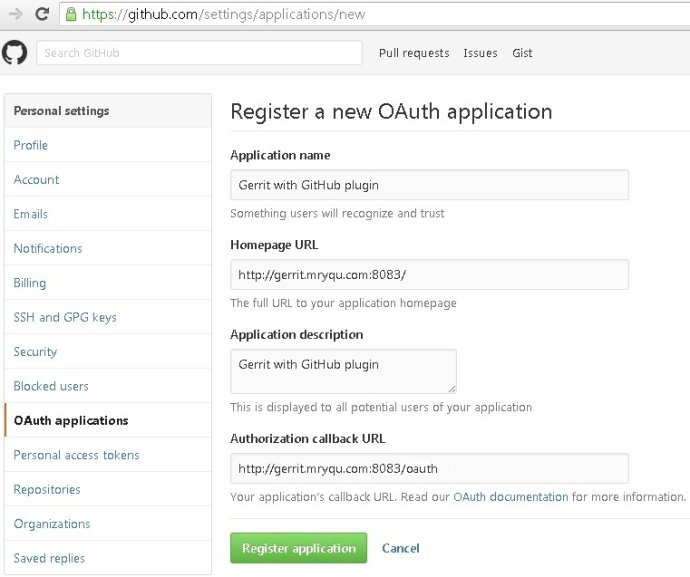 https://github.com/settings/applications/new
Search GitHub
Pull requests Issues Gist
Personal settings
Profile
Account
Emails
Notifications
Billing
SSH and GPG keys
Security
Blocked users
OAuth applications
Personal access tokens
Repositories
Organizations
Saved replies
Register a new OAuth application
Application name
Gerrit with GitHub plugin
Something users will recognize and trust
Homepage URL
http://gerrit.mryqu.com:8083/
The full URL to your application homepage
Application description
Gerrit with GitHub plugin
This is displayed to all potential users of your application
Authorization callback URL
http://gerrit.mryqu.com:8083/oauth
Your application's callback URL. Read our OAuth documentation for more information.
Register application Cancel